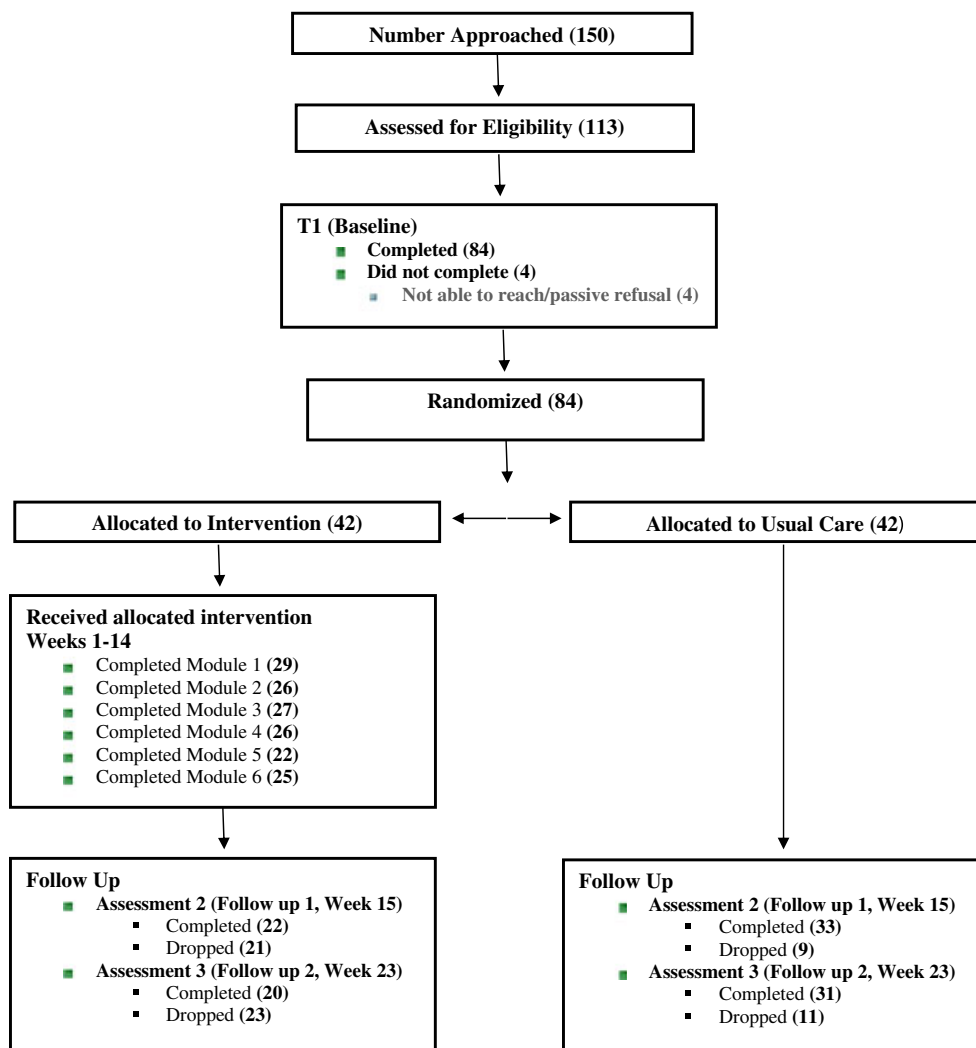 Number Approached (150)
Assessed for Eligibility (113)
T1 (Baseline)
Completed (84)
Did not complete (4)
Not able to reach/passive refusal (4)
Randomized (84)
Allocated to Intervention (42)
Allocated to Usual Care (42)
Received allocated intervention
Weeks 1-14
Completed Module 1 (29)
Completed Module 2 (26)
Completed Module 3 (27)
Completed Module 4 (26)
Completed Module 5 (22)
Completed Module 6 (25)
Follow Up
Assessment 2 (Follow up 1, Week 15)
Completed (22)
Dropped (21)
Assessment 3 (Follow up 2, Week 23)
Completed (20)
Dropped (23)
Follow Up
Assessment 2 (Follow up 1, Week 15)
Completed (33)
Dropped (9)
Assessment 3 (Follow up 2, Week 23)
Completed (31)
Dropped (11)